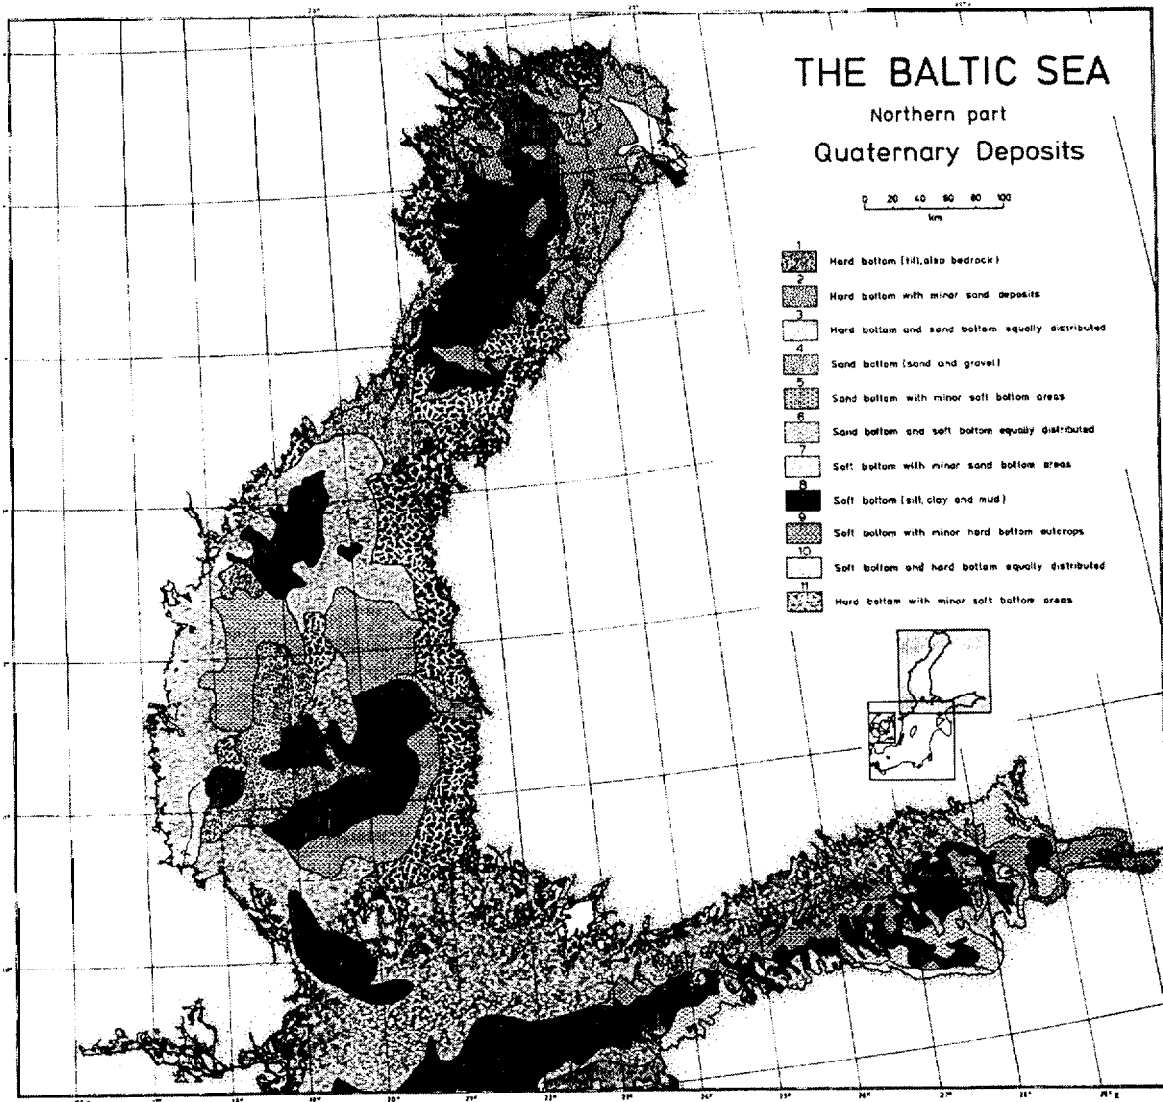 THE BALTIC SEA
Northern part
Quaternary Deposits
0 20 40 60 80 100
km
1
Hard bottom (till, also bedrock)
2
Hard bottom with minor sand deposits
3
Hard bottom and sand bottom equally distributed
4
Sand bottom (sand and gravel)
5
Sand bottom with minor soft bottom areas
6
Sand bottom and soft bottom equally distributed
7
Soft bottom with minor sand bottom areas
8
Soft bottom (silt, clay and mud)
9
Soft bottom with minor hard bottom outcrops
10
Soft bottom and hard bottom equally distributed
11
Hard bottom with minor soft bottom areas